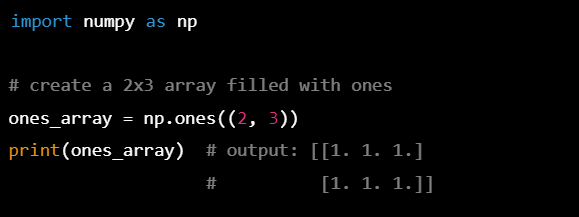 import numpy as np
# create a 2x3 array filled with ones
ones_array = np.ones((2, 3))
print(ones_array)  # output: [[1. 1. 1.]
                   #          [1. 1. 1.]]